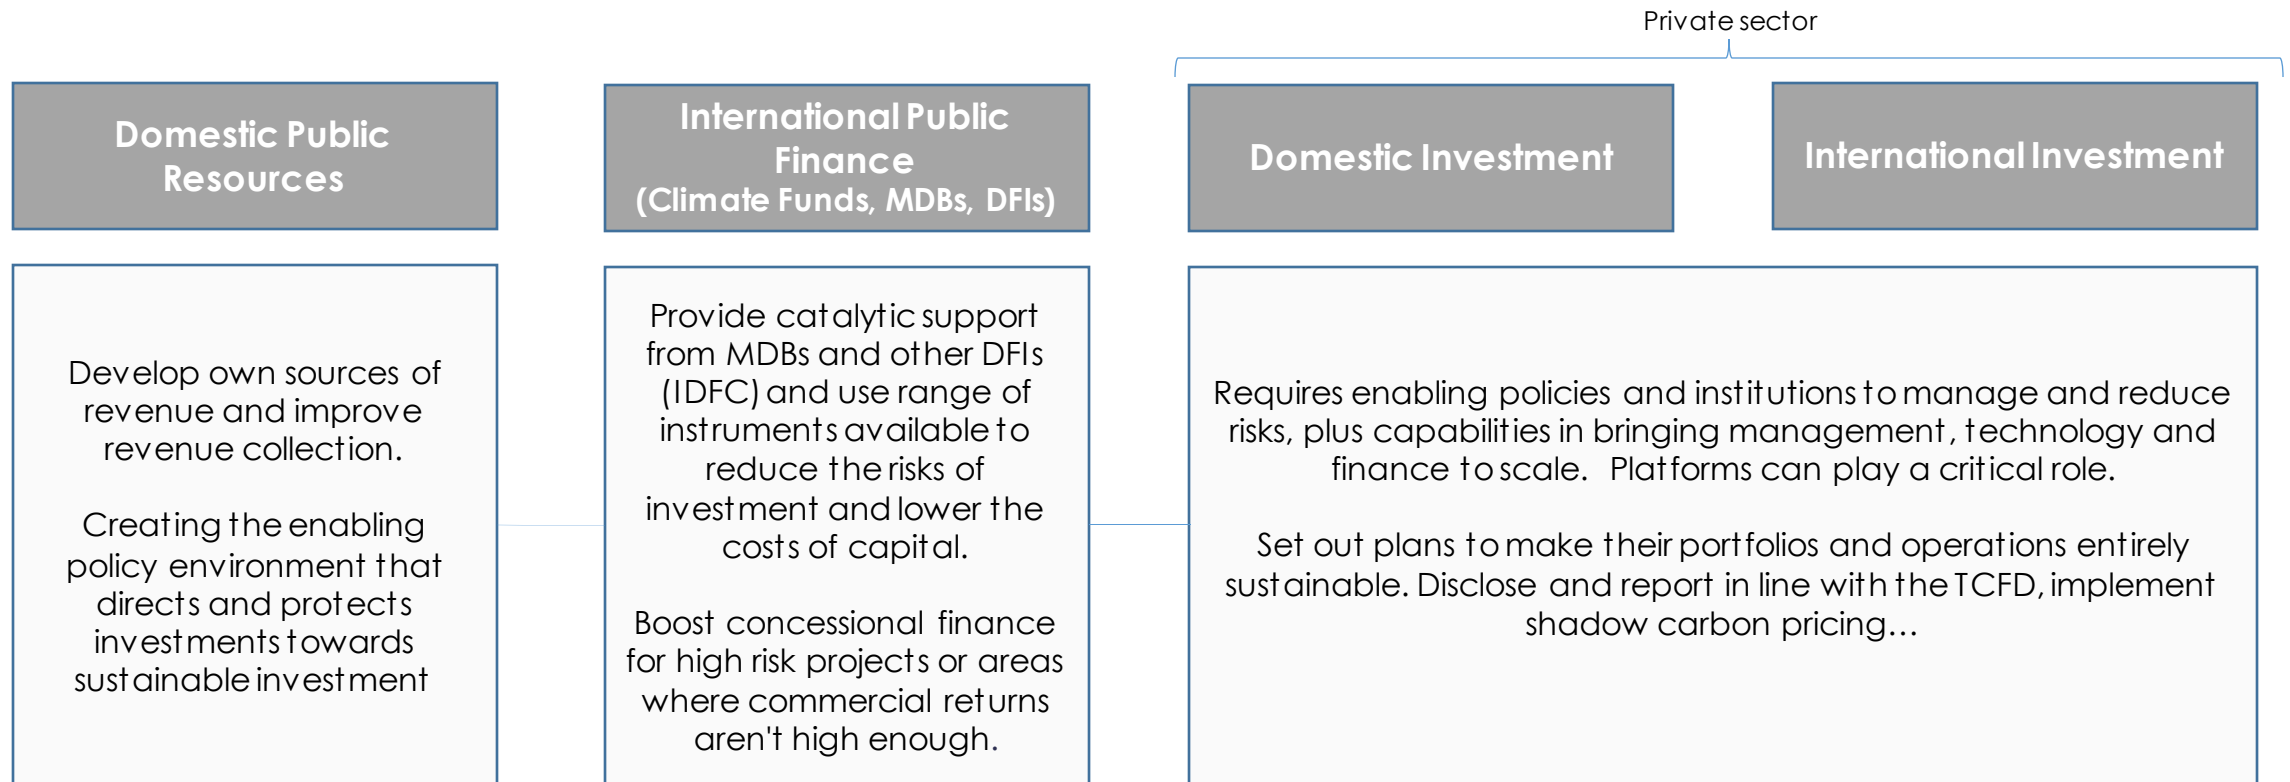 Private sector
Domestic Public
Resources
International Public
Finance
(Climate Funds, MDBs, DFIs)
Domestic Investment
International Investment
Develop own sources of
revenue and improve
revenue collection.
Creating the enabling
policy environment that
directs and protects
investments towards
sustainable investment
Provide catalytic support
from MDBs and other DFIs
(IDFC) and use range of
instruments available to
reduce the risks of
investment and lower the
costs of capital.
Boost concessional finance
for high risk projects or areas
where commercial returns
aren't high enough.
Requires enabling policies and institutions to manage and reduce
risks, plus capabilities in bringing management, technology and
finance to scale. Platforms can play a critical role.
Set out plans to make their portfolios and operations entirely
sustainable. Disclose and report in line with the TCFD, implement
shadow carbon pricing…